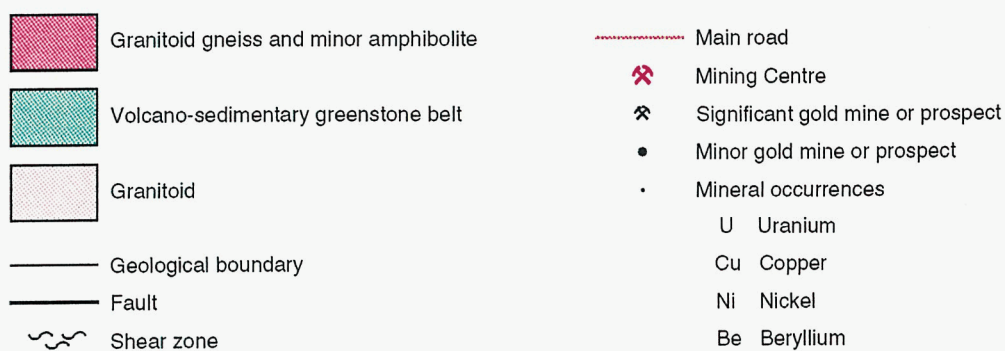 Granitoid gneiss and minor amphibolite
Volcano-sedimentary greenstone belt
Granitoid
Geological boundary
Fault
Shear zone
Main road
Mining Centre
Significant gold mine or prospect
Minor gold mine or prospect
Mineral occurrences
U Uranium
Cu Copper
Ni Nickel
Be Beryllium